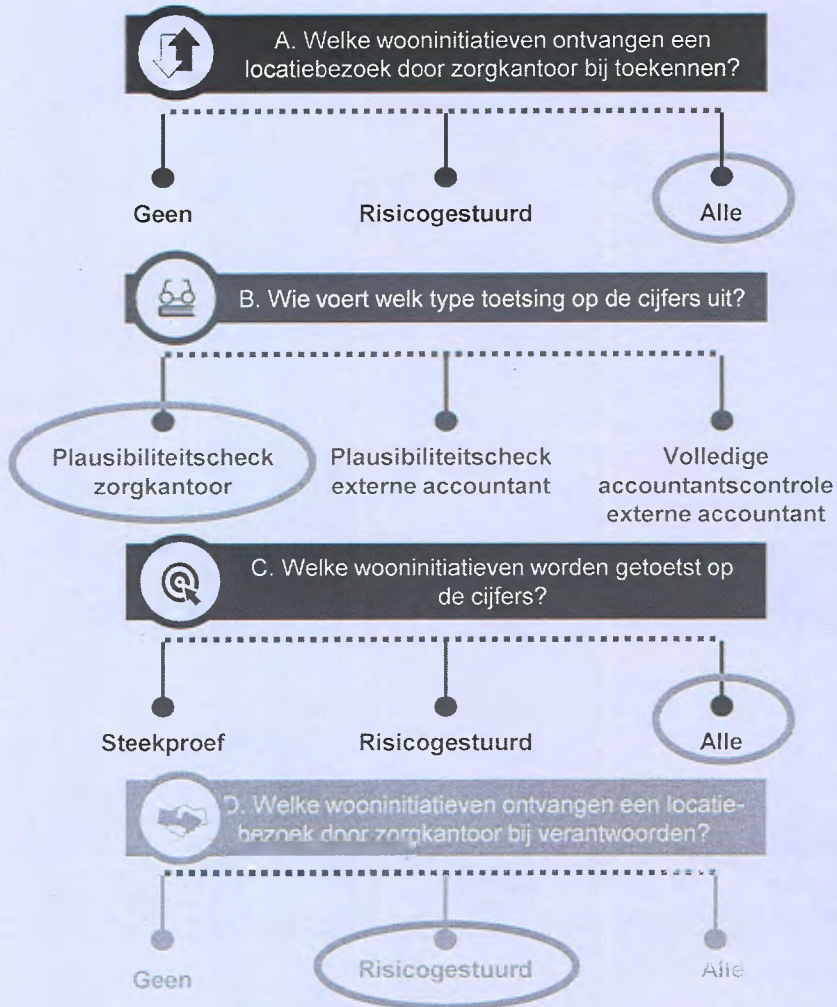 A. Welke wooninitiatieven ontvangen een
locatiebezoek door zorgkantoor bij toekennen?
Geen
Risicogestuurd
Alle
B. Wie voert welk type toetsing op de cijfers uit?
Plausibiliteitscheck
zorgkantoor
Plausibiliteitscheck
externe accountant
Volledige
accountantscontrole
externe accountant
C. Welke wooninitiatieven worden getoetst op
de cijfers?
Steekproef
Risicogestuurd
Alle
D. Welke wooninitiatieven ontvangen een locatie-
bezoek door zorgkantoor bij verantwoorden?
Geen
Risicogestuurd
Alle